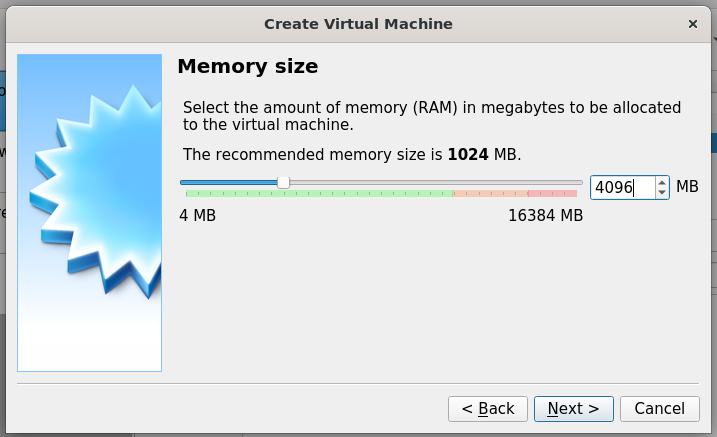 Create Virtual Machine
Memory size
Select the amount of memory (RAM) in megabytes to be allocated
to the virtual machine.
The recommended memory size is 1024 MB.
4096 MB
4 MB 16384 MB
< Back Next > Cancel